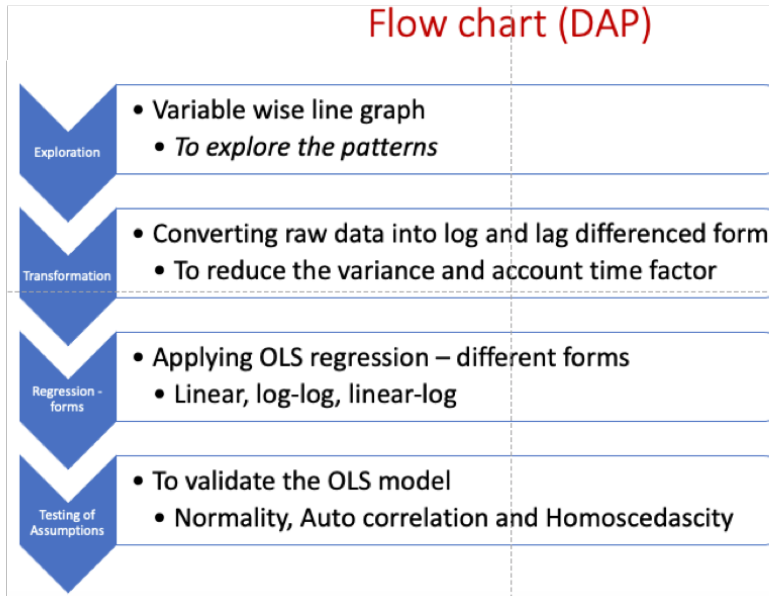 Flow chart (DAP)
Exploration
• Variable wise line graph
• To explore the patterns
Transformation
• Converting raw data into log and lag differenced form
• To reduce the variance and account time factor
Regression -
forms
• Applying OLS regression – different forms
• Linear, log-log, linear-log
Testing of
Assumptions
• To validate the OLS model
• Normality, Auto correlation and Homoscedascity